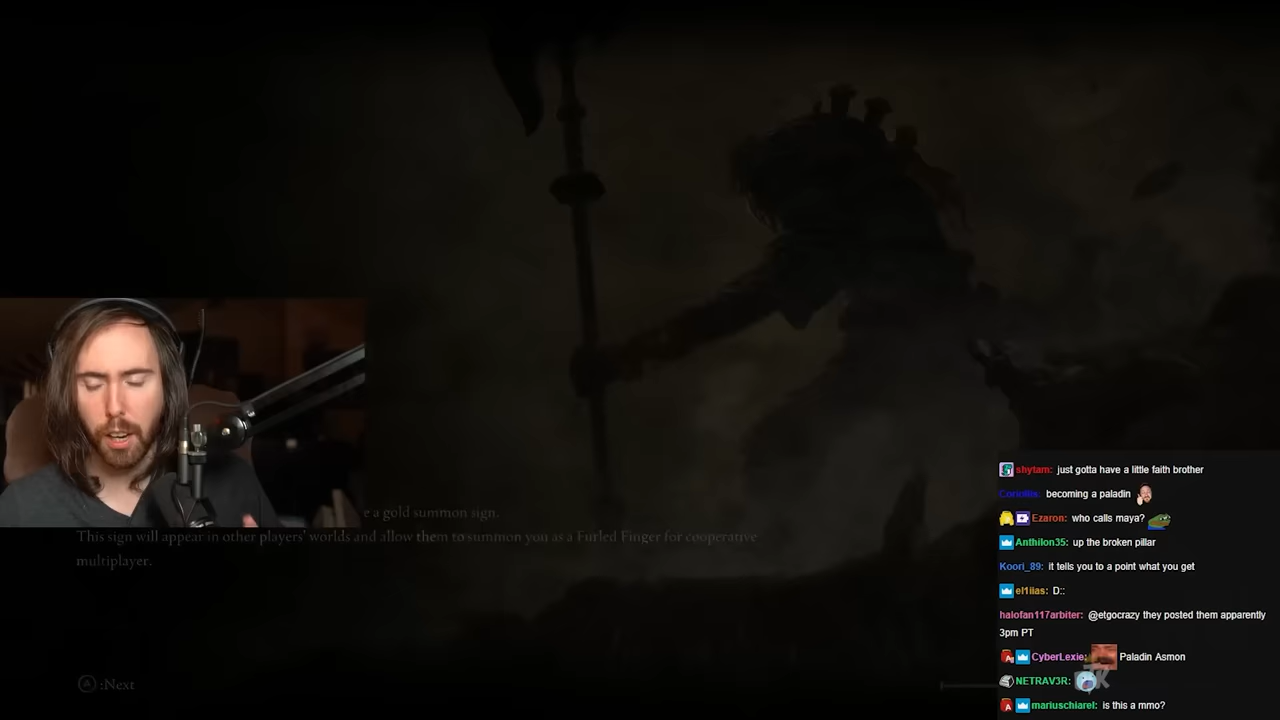 e a gold summon sign.
This sign will appear in other players' worlds and allow them to summon you as a Furled Finger for cooperative
multiplayer.
A :Next
shytam: just gotta have a little faith brother
Coriollis: becoming a paladin
Ezaron: who calls maya?
Anthilon35: up the broken pillar
Koori_89: it tells you to a point what you get
el1ias: D::
halofan117arbiter: @etgocrazy they posted them apparently
3pm PT
CyberLexie: Paladin Asmon
NETRAV3R:
mariuschiarel: is this a mmo?